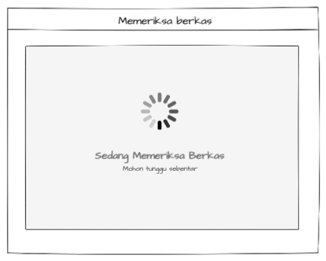 Memeriksa berkas
Sedang Memeriksa Berkas
Mohon tunggu sebentar